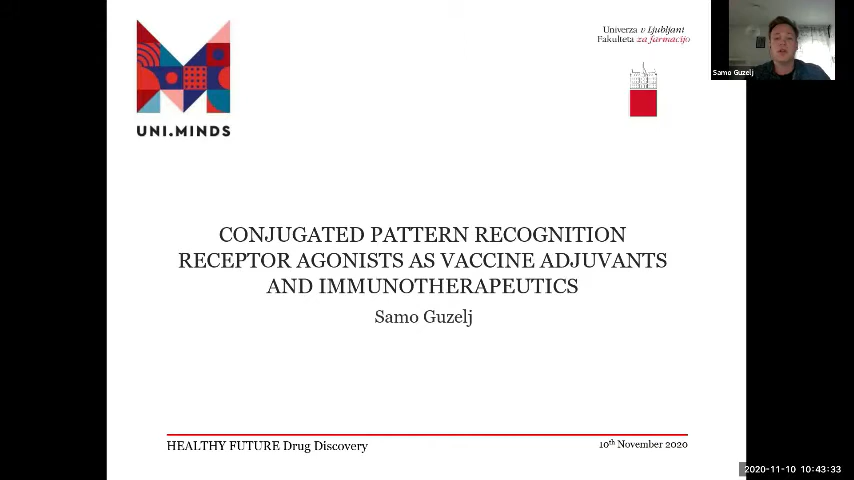 UNI.MINDS
Univerza v Ljubljani
Fakulteta za farmacijo
Samo Guzelj
CONJUGATED PATTERN RECOGNITION
RECEPTOR AGONISTS AS VACCINE ADJUVANTS
AND IMMUNOTHERAPEUTICS
Samo Guzelj
HEALTHY FUTURE Drug Discovery
10th November 2020
2020-11-10 10:43:33